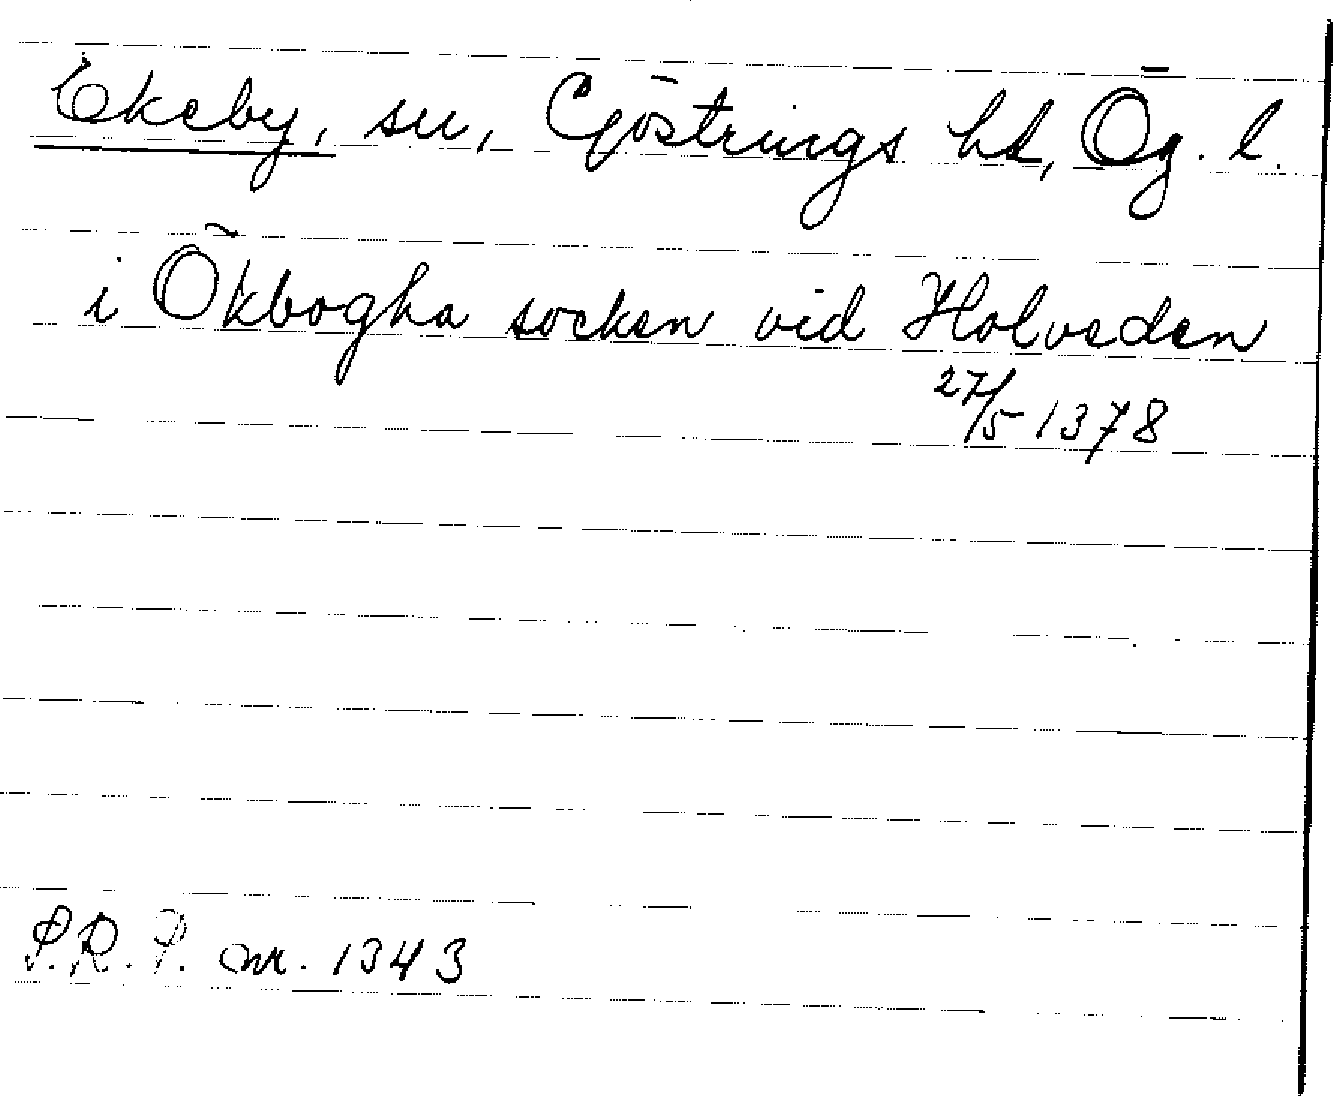 Ekeby, sn, Göstrings hd, Ög. l.
i Ökbogha socken vid Holveden
27/5 1378
S.R.P. nr. 1343